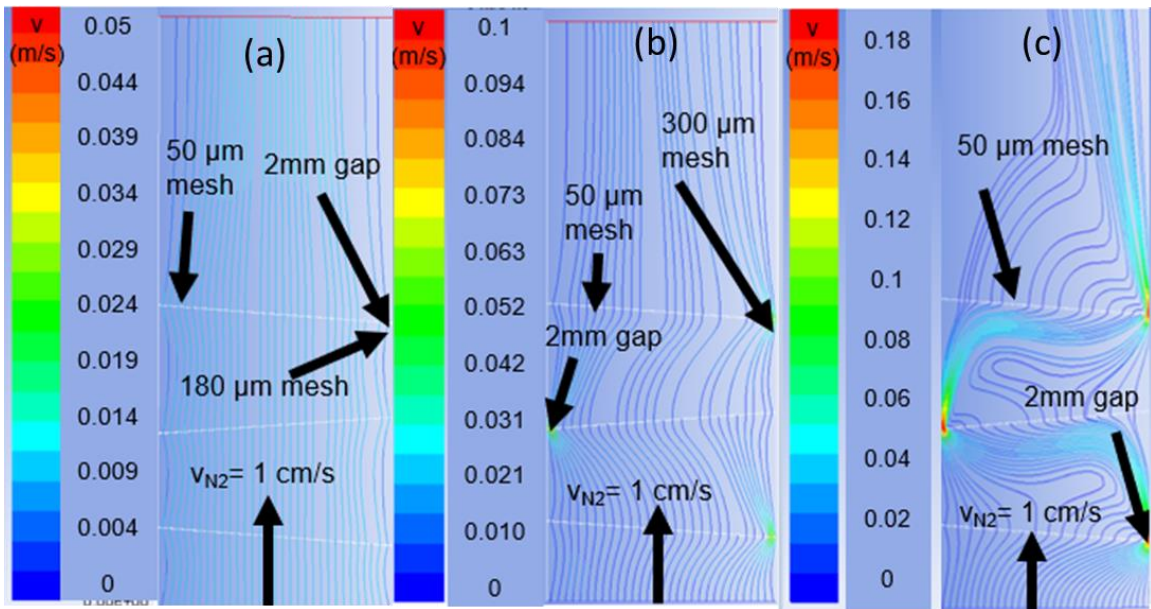 v
(m/s)
0.05
0.044
0.039
0.034
0.029
0.024
0.019
0.014
0.009
0.004
0
(a)
50 µm
mesh
2mm gap
180 µm mesh
vN2= 1 cm/s
v
(m/s)
0.1
0.094
0.084
0.073
0.063
0.052
0.042
0.031
0.021
0.010
0
(b)
300 µm
mesh
50 µm
mesh
2mm gap
vN2= 1 cm/s
v
(m/s)
0.18
0.16
0.14
0.12
0.1
0.08
0.06
0.04
0.02
0
(c)
50 µm mesh
2mm gap
vN2= 1 cm/s